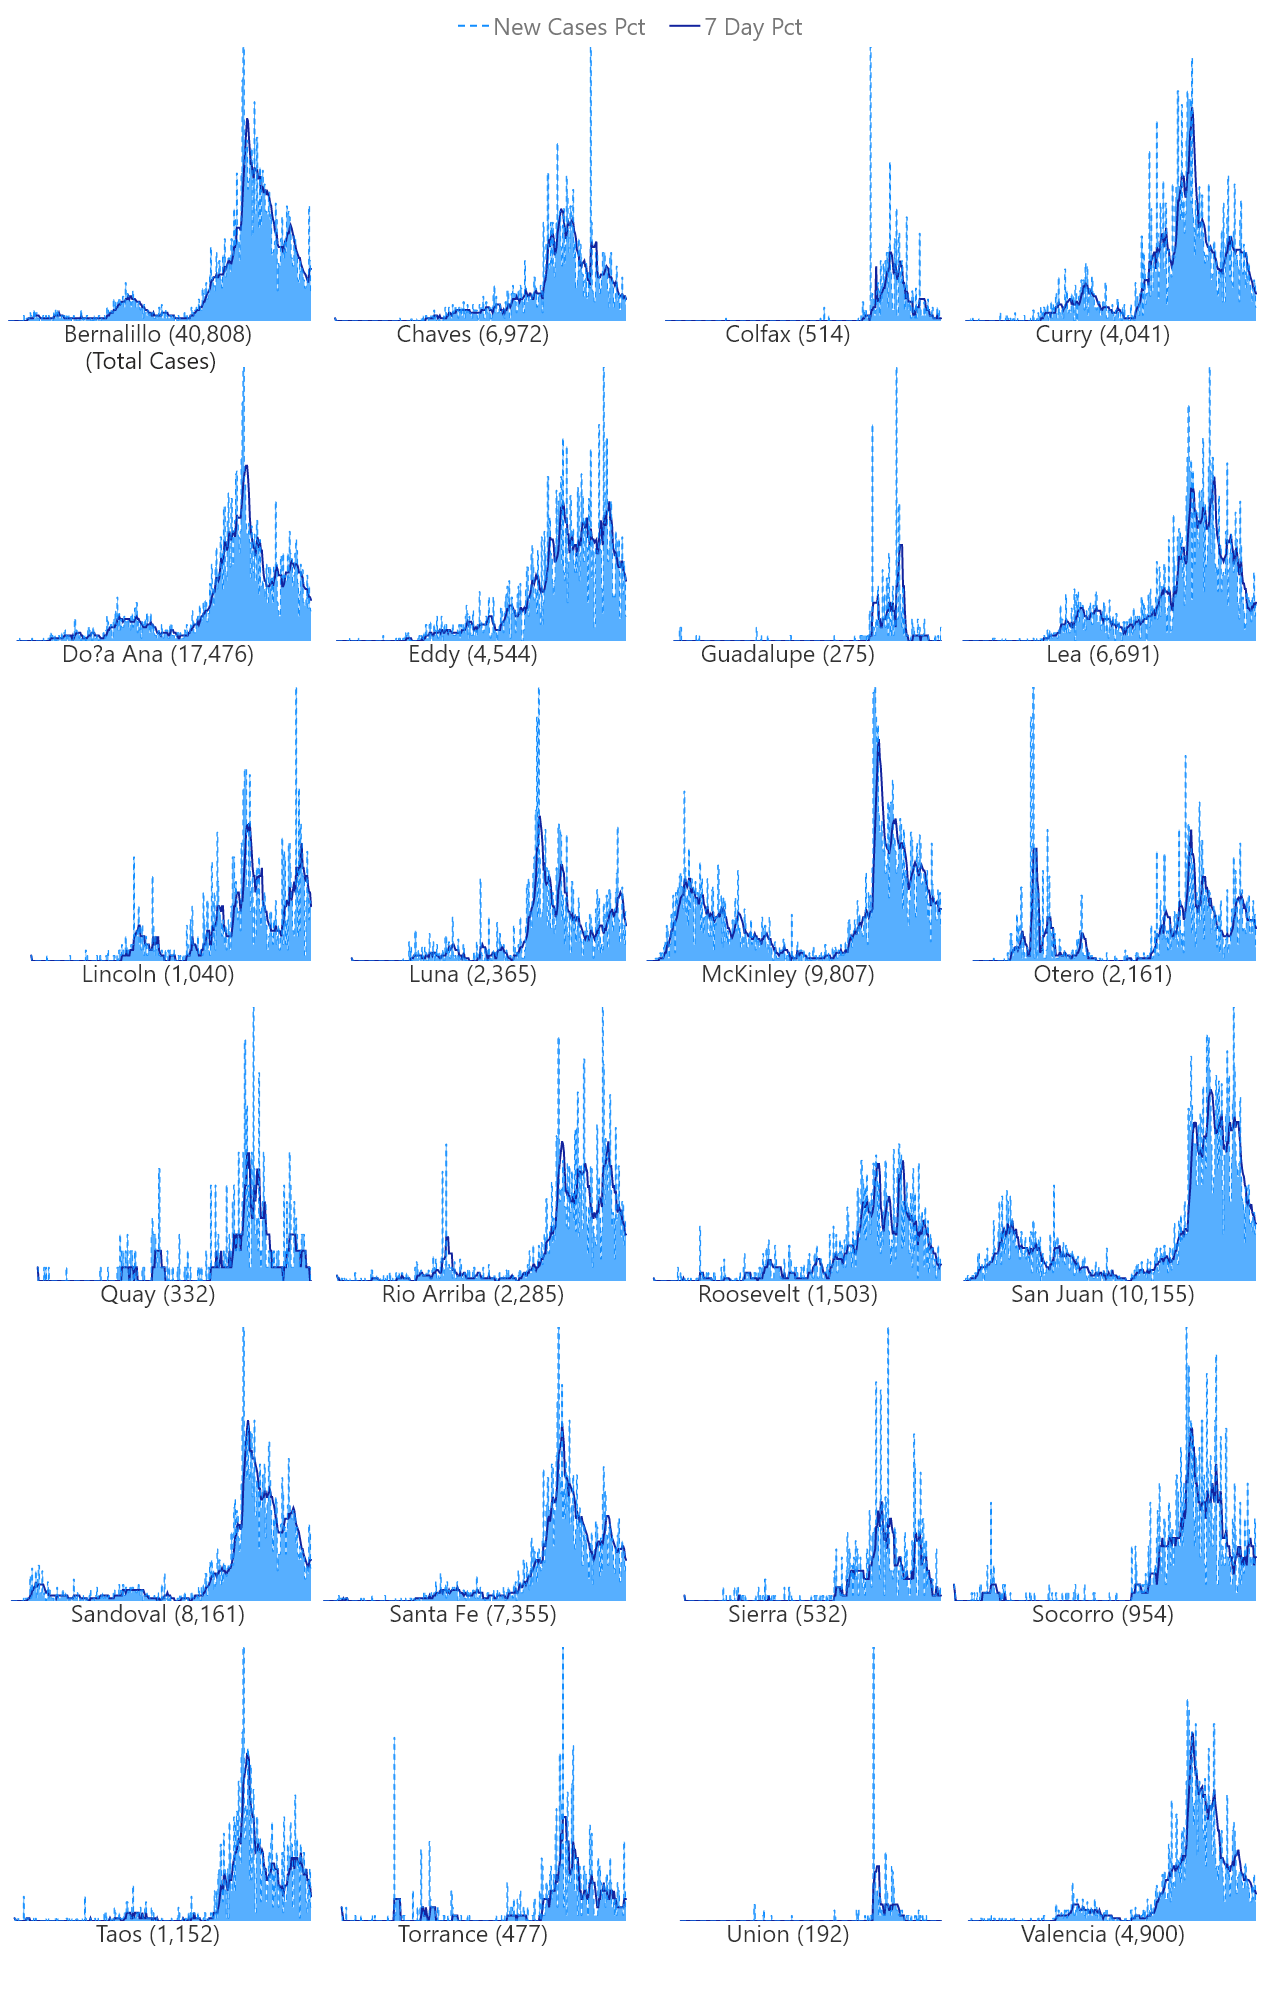 New Cases Pct 7 Day Pct
Bernalillo (40,808)
(Total Cases)
Chaves (6,972)
Colfax (514)
Curry (4,041)
Do?a Ana (17,476)
Eddy (4,544)
Guadalupe (275)
Lea (6,691)
Lincoln (1,040)
Luna (2,365)
McKinley (9,807)
Otero (2,161)
Quay (332)
Rio Arriba (2,285)
Roosevelt (1,503)
San Juan (10,155)
Sandoval (8,161)
Santa Fe (7,355)
Sierra (532)
Socorro (954)
Taos (1,152)
Torrance (477)
Union (192)
Valencia (4,900)